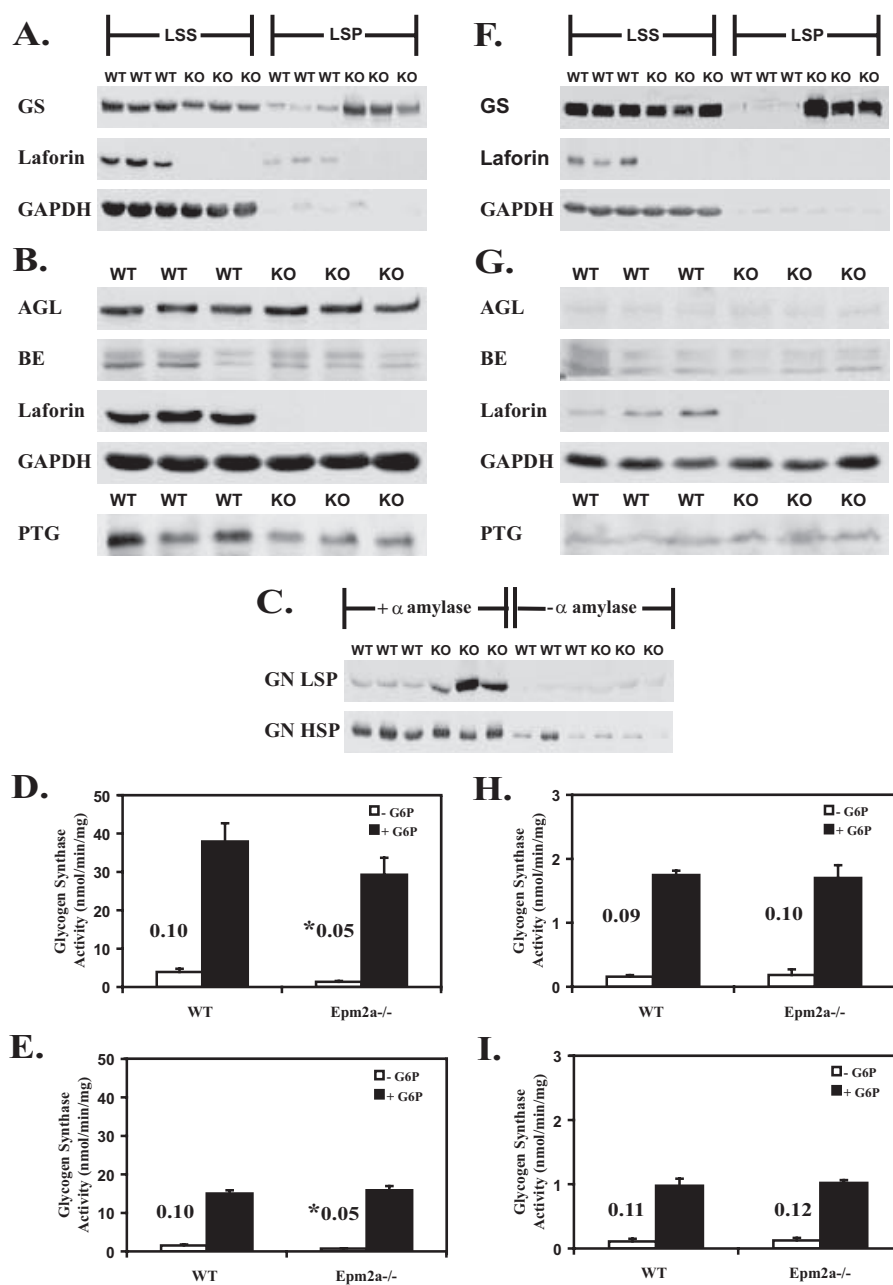 A.
LSS LSP
WT WT WT KO KO KO WT WT WT KO KO KO
GS
Laforin
GAPDH
B.
WT WT WT KO KO KO
AGL
BE
Laforin
GAPDH
WT WT WT KO KO KO
PTG
F.
LSS LSP
WT WT WT KO KO KO WT WT WT KO KO KO
GS
Laforin
GAPDH
G.
WT WT WT KO KO KO
AGL
BE
Laforin
GAPDH
WT WT WT KO KO KO
PTG
C.
+ α amylase - α amylase
WT WT WT KO KO KO WT WT WT KO KO KO
GN LSP
GN HSP
D.
Glycogen Synthase
Activity (nmol/min/mg)
50
40
30
20
10
0
- G6P
+ G6P
0.10
*0.05
WT Epm2a-/-
H.
Glycogen Synthase
Activity (nmol/min/mg)
3
2
1
0
- G6P
+ G6P
0.09
0.10
WT Epm2a-/-
E.
Glycogen Synthase
Activity (nmol/min/mg)
50
40
30
20
10
0
- G6P
+ G6P
0.10
*0.05
WT Epm2a-/-
I.
Glycogen Synthase
Activity (nmol/min/mg)
3
2
1
0
- G6P
+ G6P
0.11
0.12
WT Epm2a-/-